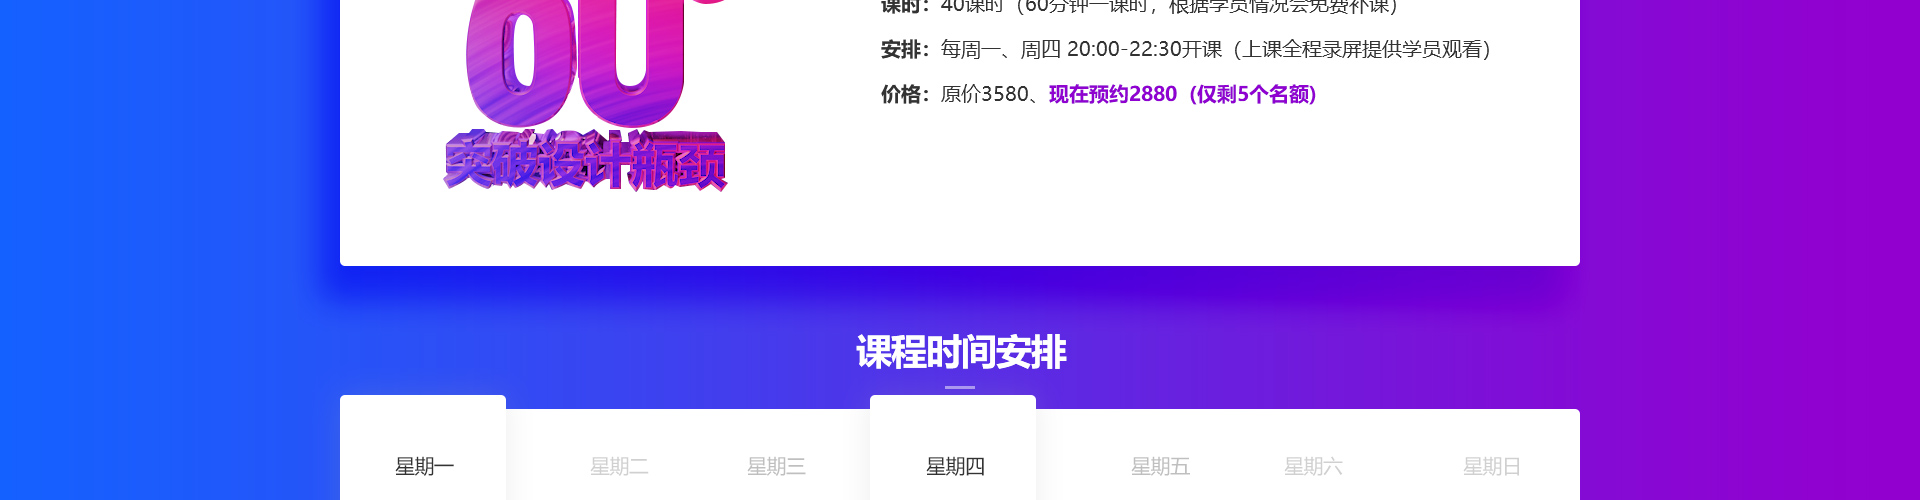 60
突破设计瓶颈
课时：40课时（60分钟一课时，根据学员情况会免费补课）
安排：每周一、周四 20:00-22:30开课（上课全程录屏提供学员观看）
价格：原价3580、现在预约2880（仅剩5个名额)
课程时间安排
星期一 星期二 星期三 星期四 星期五 星期六 星期日